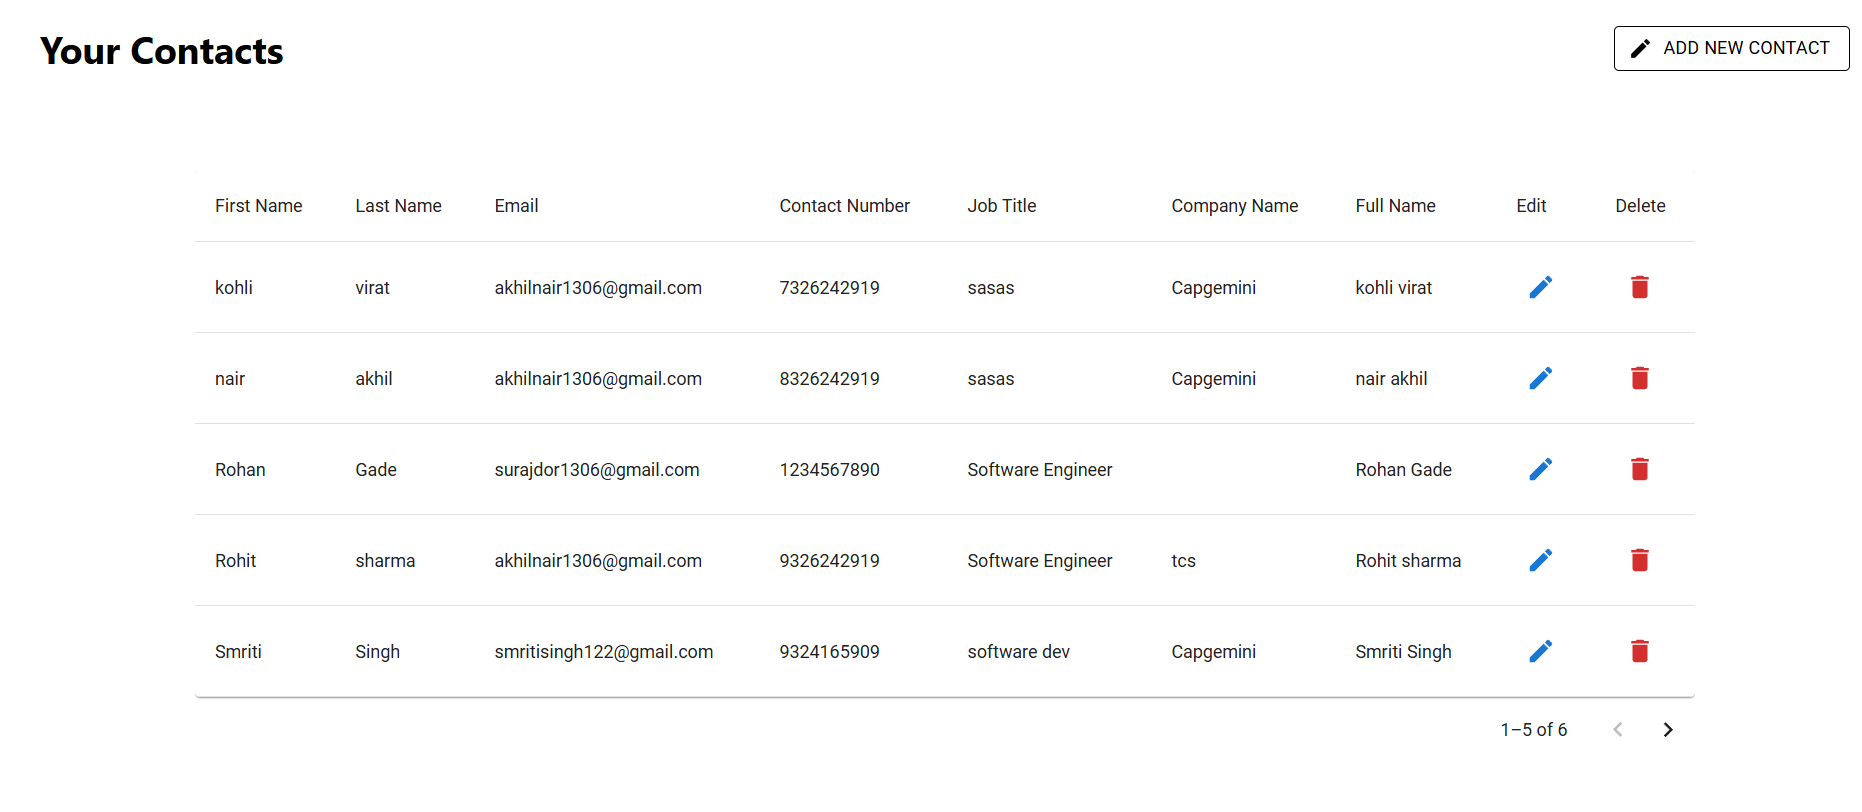 Your Contacts
ADD NEW CONTACT
First Name Last Name Email Contact Number Job Title Company Name Full Name Edit Delete
kohli virat akhilnair1306@gmail.com 7326242919 sasas Capgemini kohli virat
nair akhil akhilnair1306@gmail.com 8326242919 sasas Capgemini nair akhil
Rohan Gade surajdor1306@gmail.com 1234567890 Software Engineer Rohan Gade
Rohit sharma akhilnair1306@gmail.com 9326242919 Software Engineer tcs Rohit sharma
Smriti Singh smritisingh122@gmail.com 9324165909 software dev Capgemini Smriti Singh
1–5 of 6